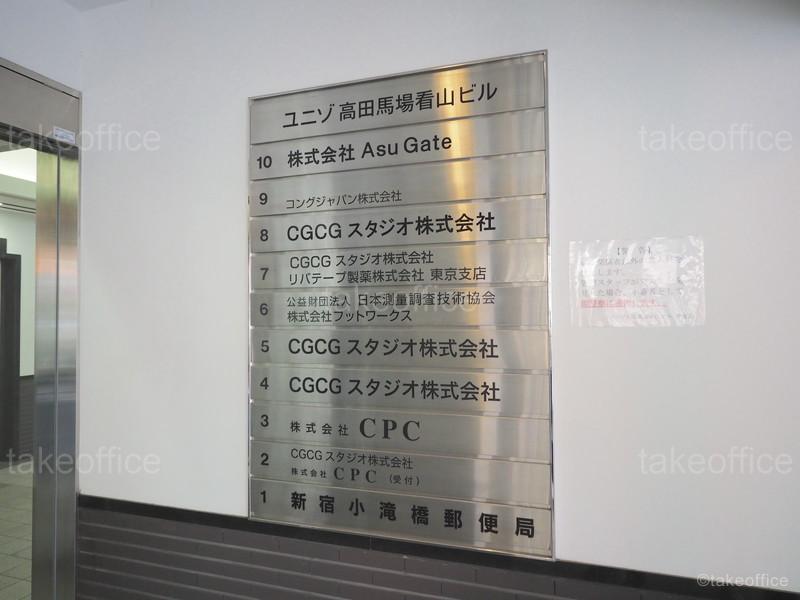 ユニゾ高田馬場看山ビル
10 株式会社 Asu Gate
9 コングジャパン株式会社
8 CGCG スタジオ株式会社
7 CGCG スタジオ株式会社
リバテープ製薬株式会社 東京支店
6 公益財団法人 日本測量調査技術協会
株式会社フットワークス
5 CGCG スタジオ株式会社
4 CGCG スタジオ株式会社
3 株式会社 CPC
2 CGCG スタジオ株式会社
株式会社 CPC (受付)
1 新宿小滝橋郵便局
takeoffice
takeoffice
takeoffice
takeoffice
takeoffice
takeoffice
©takeoffice